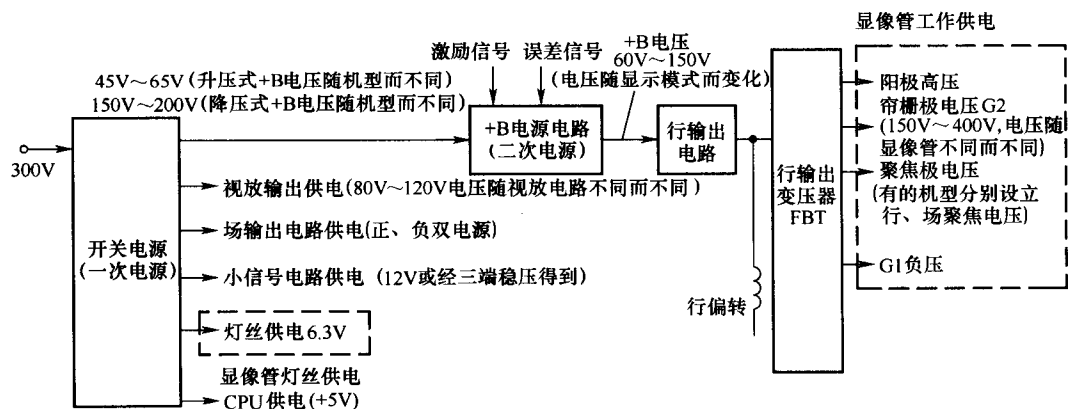 显像管工作供电
激励信号 误差信号
+B电压
60V～150V
(电压随显示模式而变化)
45V～65V(升压式+B电压随机型而不同)
150V～200V(降压式+B电压随机型而不同)
300V
开关电源
(一次电源)
+B电源电路
(二次电源)
行输出
电路
行输出
变压器
FBT
行偏转
阳极高压
帘栅极电压G2
(150V～400V,电压随
显像管不同而不同)
聚焦极电压
(有的机型分别设立
行、场聚焦电压)
G1负压
视放输出供电(80V～120V电压随视放电路不同而不同)
场输出电路供电(正、负双电源)
小信号电路供电 (12V或经三端稳压得到)
灯丝供电6.3V
显像管灯丝供电
CPU供电(+5V)